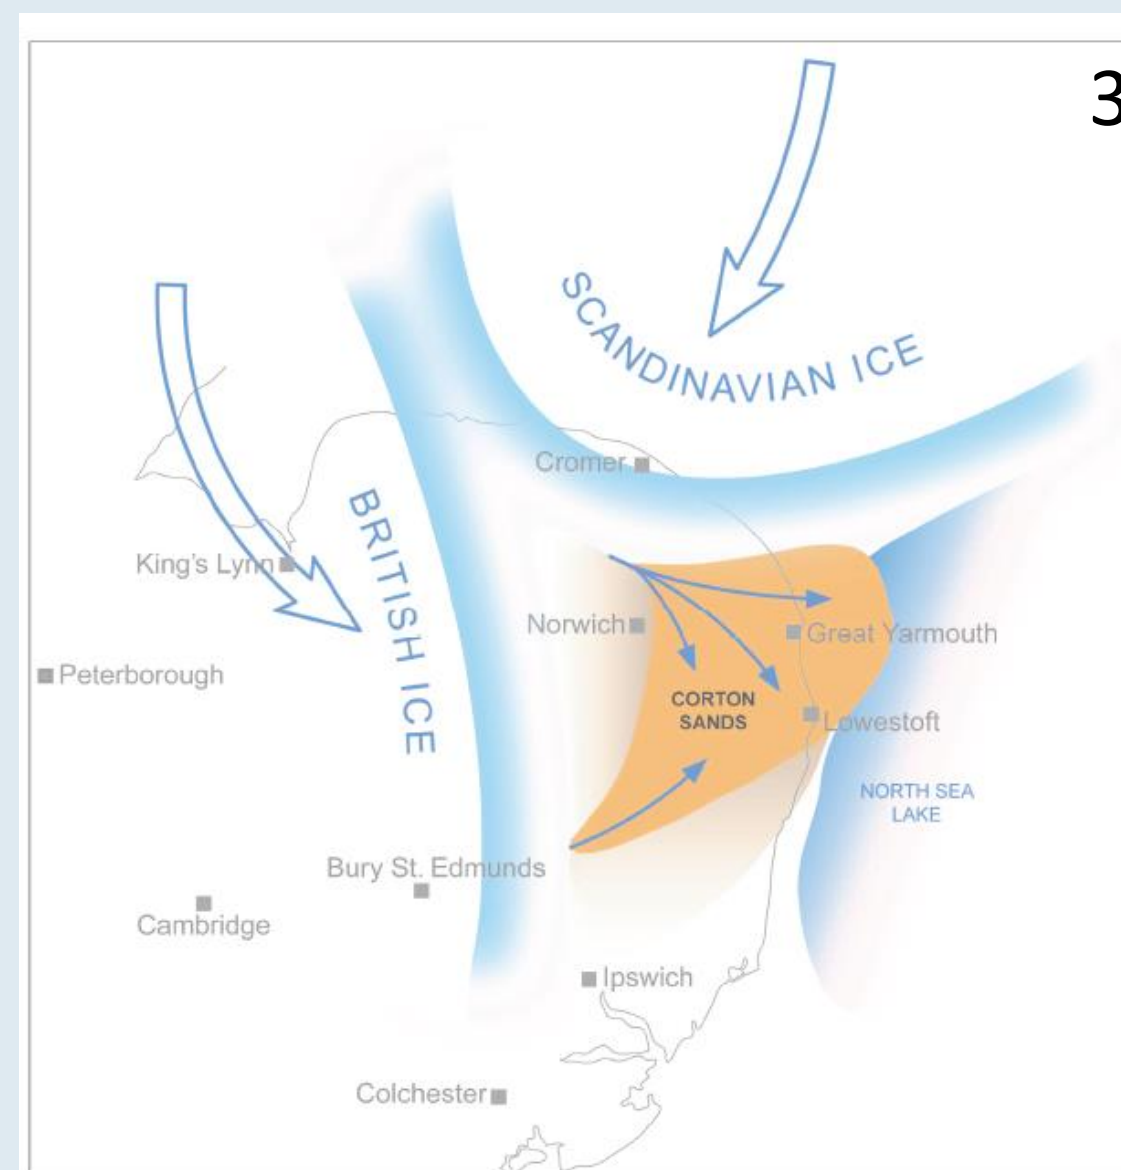 3
SCANDINAVIAN ICE
Cromer
BRITISH ICE
King's Lynn
Norwich
Great Yarmouth
Peterborough
CORTON
SANDS
Lowestoft
NORTH SEA
LAKE
Bury St. Edmunds
Cambridge
Ipswich
Colchester